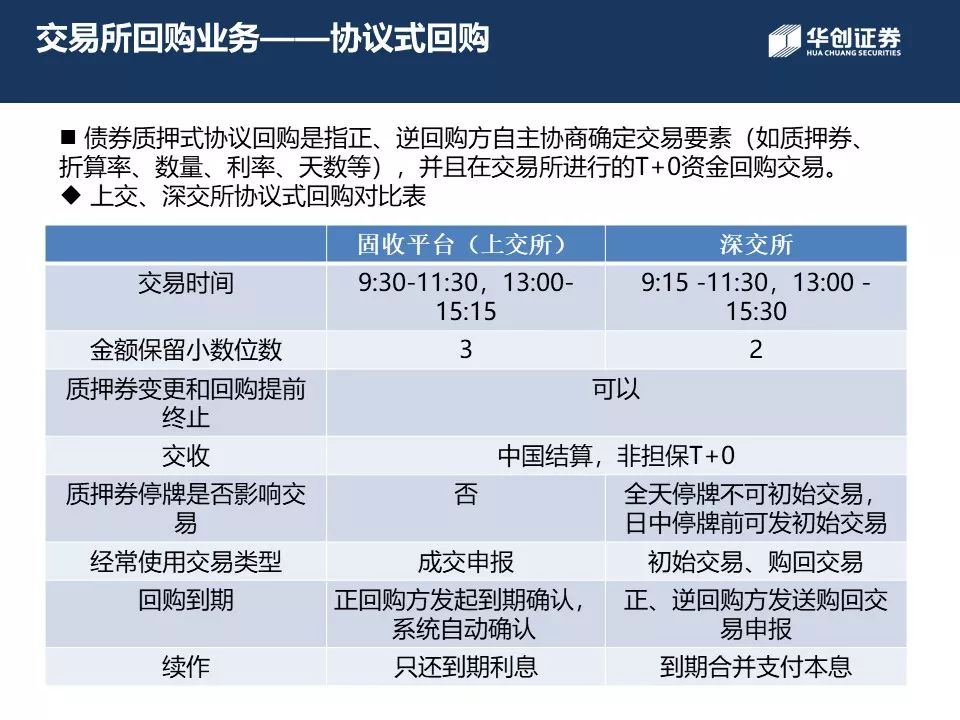 交易所回购业务——协议式回购
华创证券
HUA CHUANG SECURITIES
■ 债券质押式协议回购是指正、逆回购方自主协商确定交易要素（如质押券、
折算率、数量、利率、天数等），并且在交易所进行的T+0资金回购交易。
◆ 上交、深交所协议式回购对比表
固收平台（上交所） 深交所
交易时间 9:30-11:30，13:00-
15:15 9:15 -11:30，13:00 -
15:30
金额保留小数位数 3 2
质押券变更和回购提前
终止 可以
交收 中国结算，非担保T+0
质押券停牌是否影响交
易 否 全天停牌不可初始交易，
日中停牌前可发初始交易
经常使用交易类型 成交申报 初始交易、购回交易
回购到期 正回购方发起到期确认，
系统自动确认 正、逆回购方发送购回交
易申报
续作 只还到期利息 到期合并支付本息